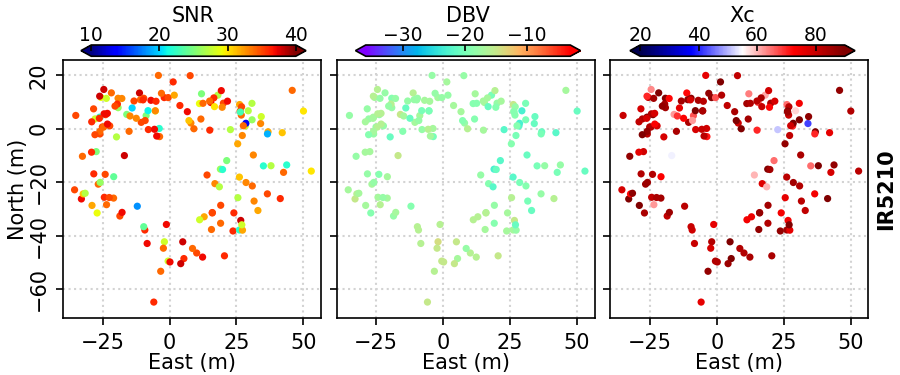 SNR DBV Xc
10 20 30 40 −30 −20 −10 20 40 60 80
20
0
−20
−40
−60
North (m)
IR5210
−25 0 25 50 −25 0 25 50 −25 0 25 50
East (m) East (m) East (m)